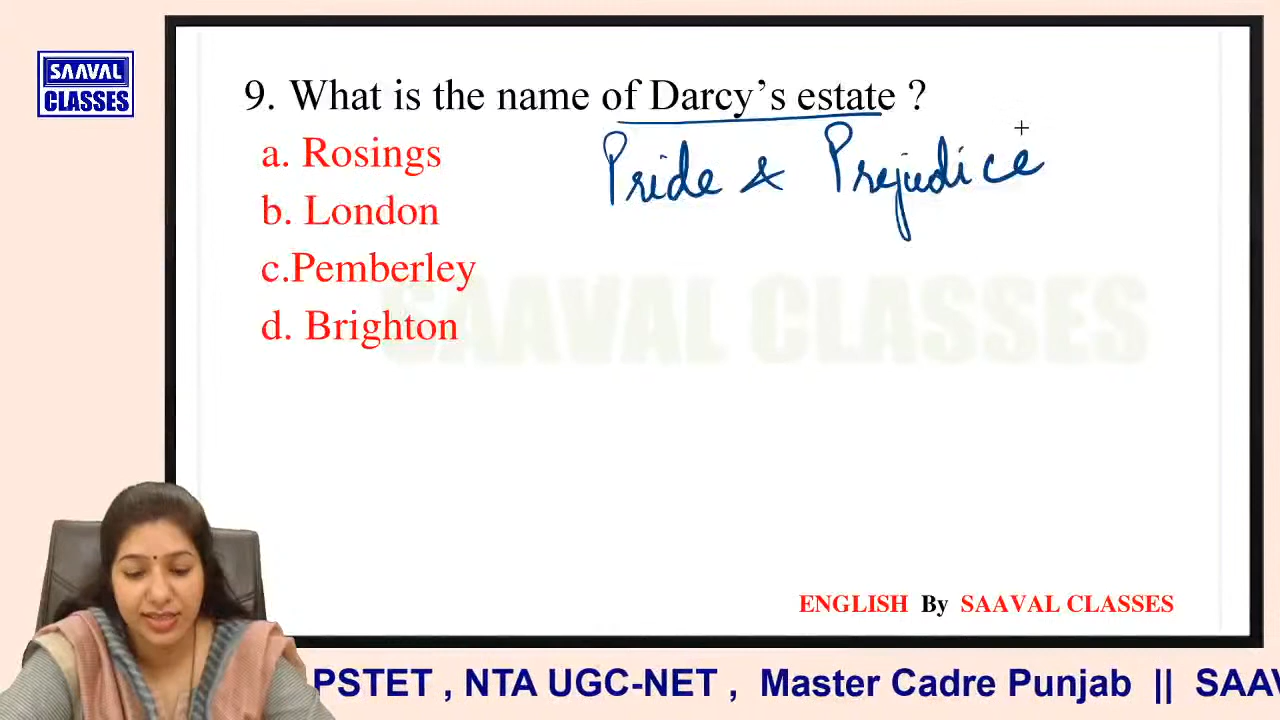 SAAVAL
CLASSES
9. What is the name of Darcy's estate ?
Pride & Prejudice
a. Rosings
b. London
c.Pemberley
d. Brighton
SAAVAL CLASSES
ENGLISH By SAAVAL CLASSES
PSTET , NTA UGC-NET , Master Cadre Punjab || SAAV